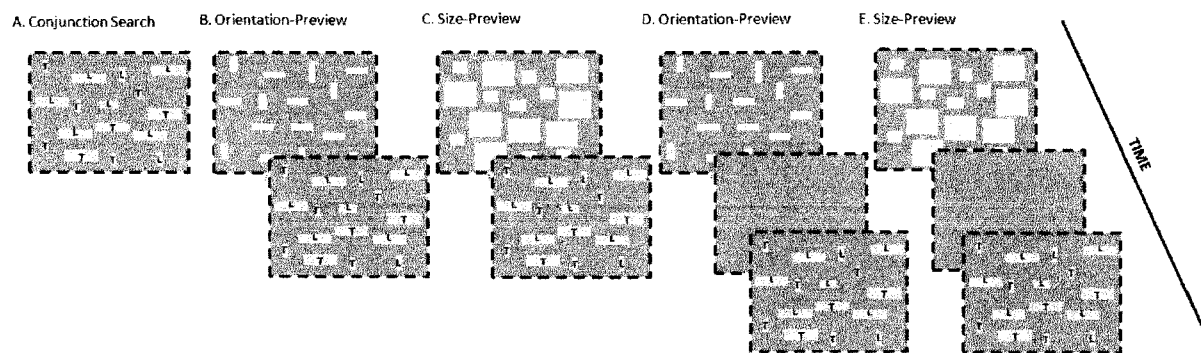 A. Conjunction Search
B. Orientation-Preview
C. Size-Preview
D. Orientation-Preview
E. Size-Preview
T L L L
T
L T L T
L T L
T T T L
T L L L
T
L T L T
L T L
T T T L
T L L L
T
L T L T
L T L
T T T L
T L L L
T
L T L T
L T L
T T T L
T L L L
T
L T L T
L T L
T T T L
TIME